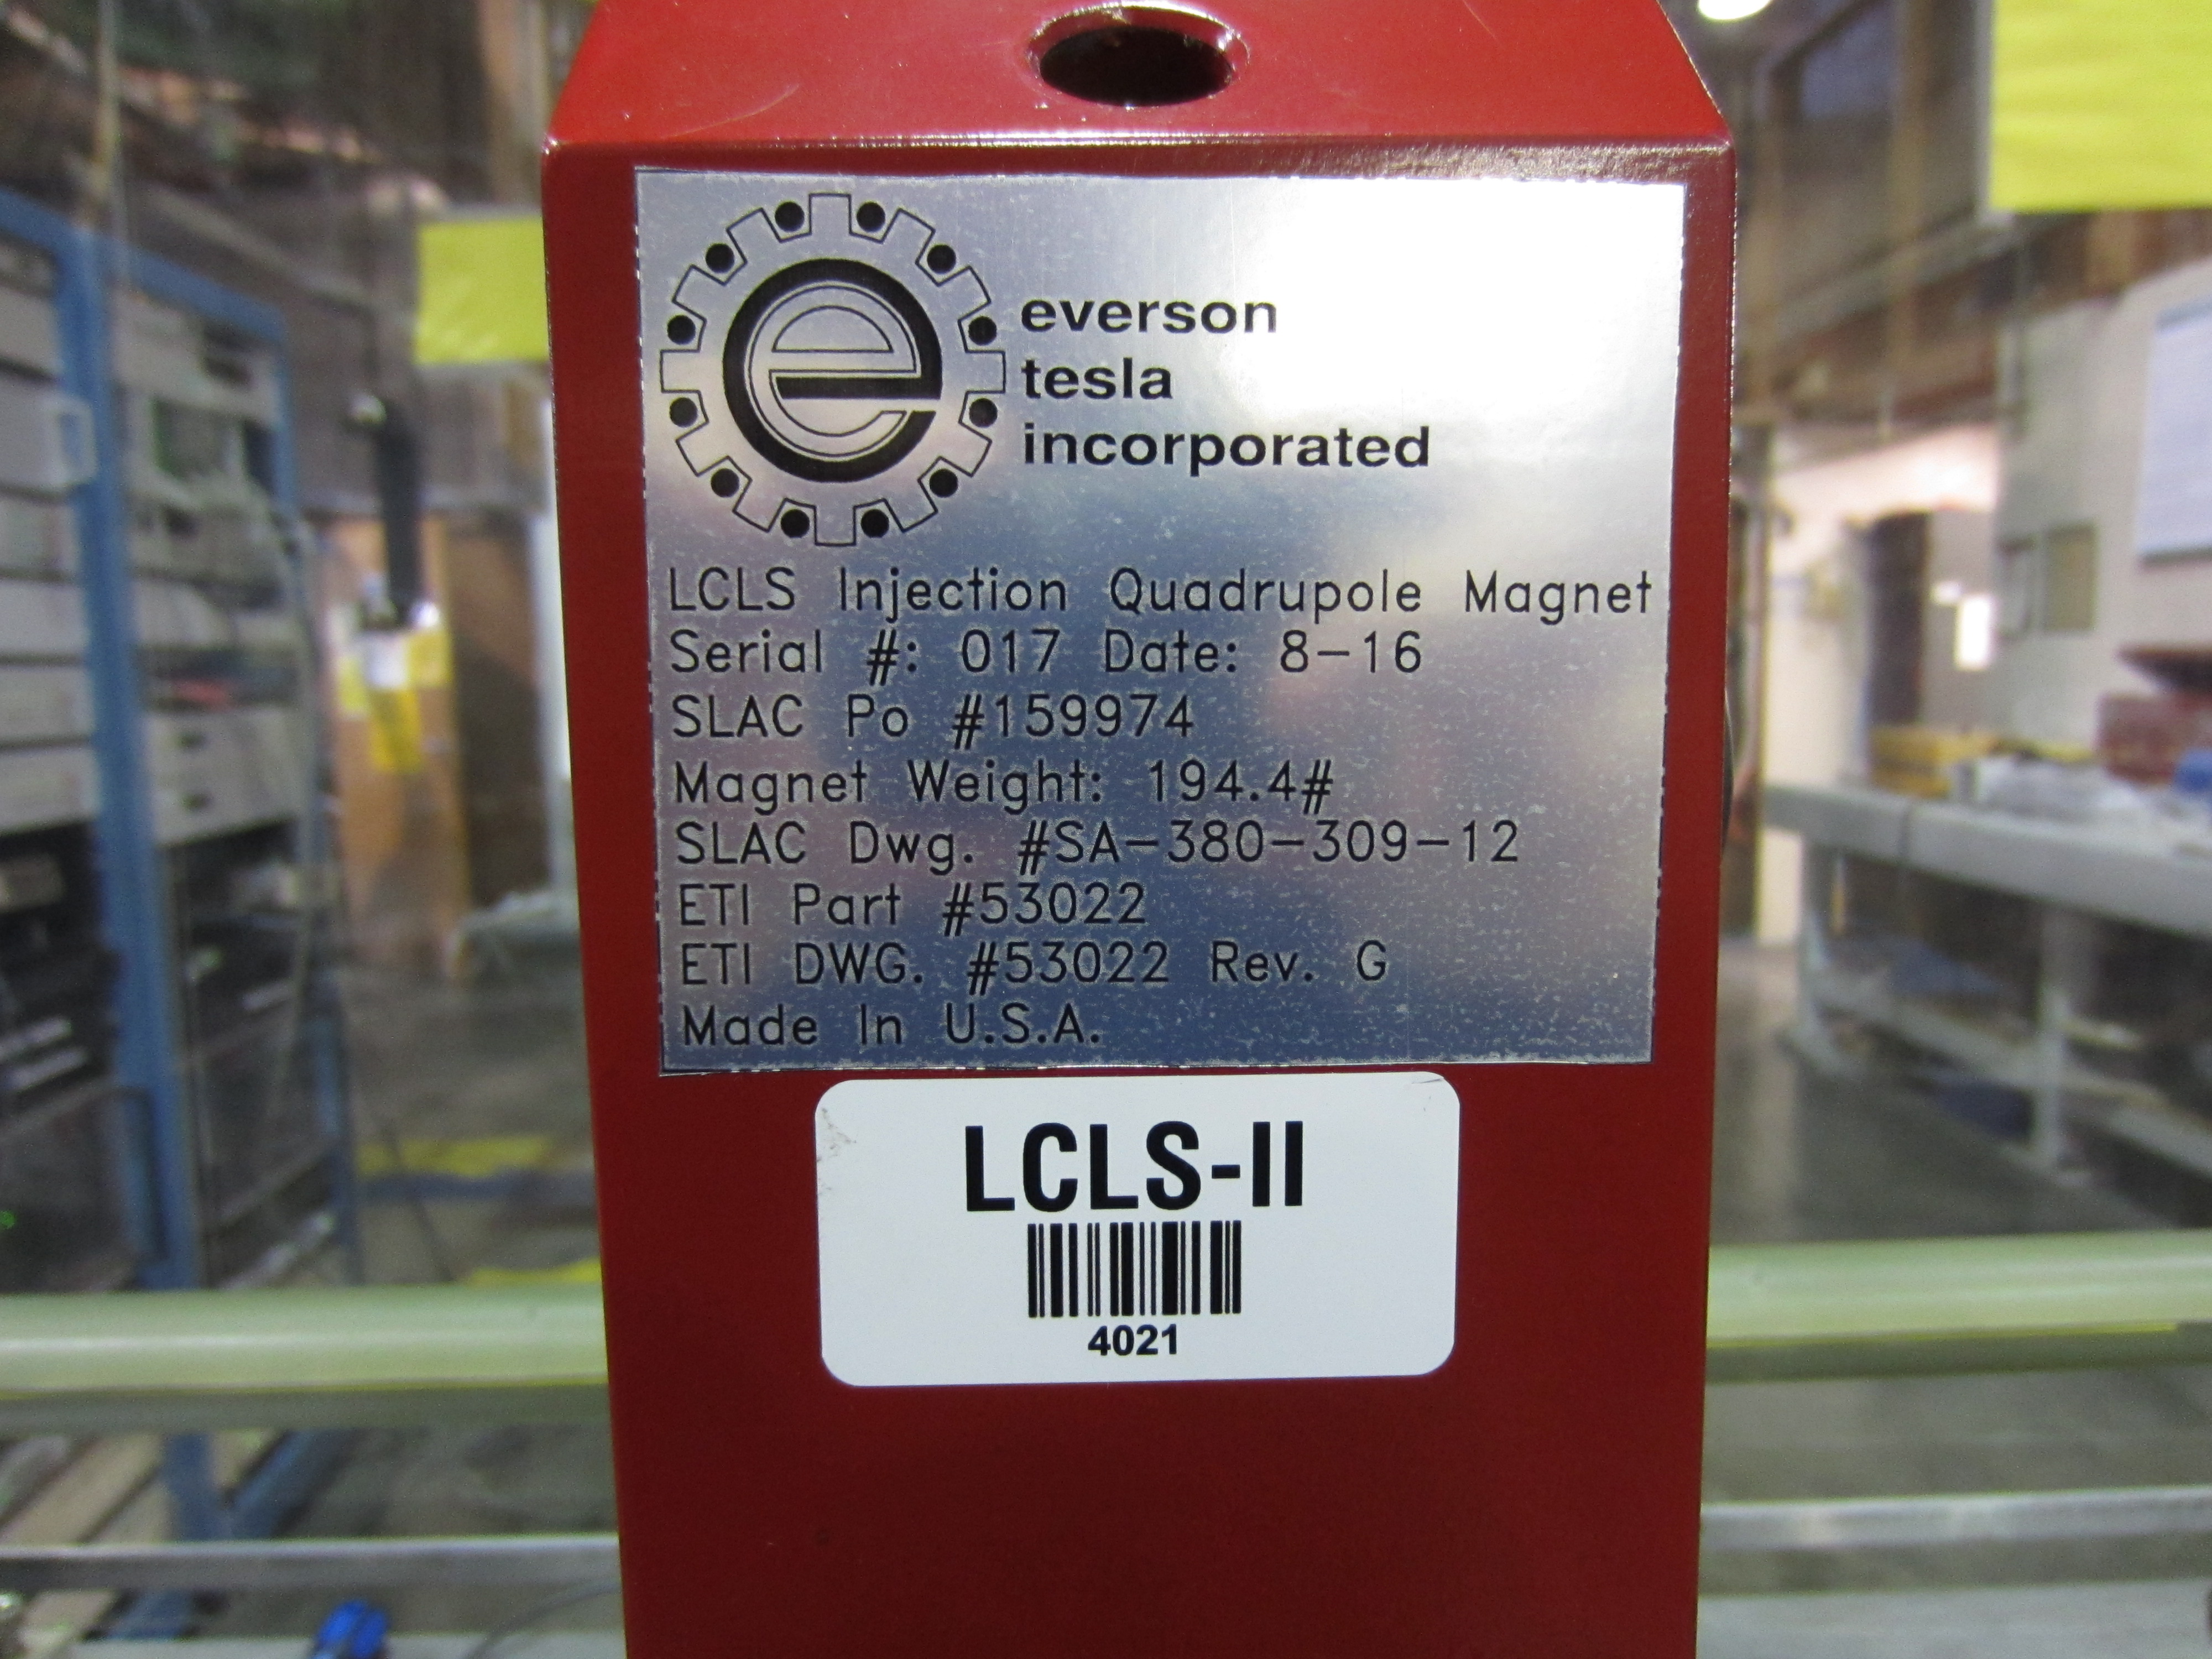 e
everson
tesla
incorporated
LCLS Injection Quadrupole Magnet
Serial #: 017 Date: 8-16
SLAC Po #159974
Magnet Weight: 194.4#
SLAC Dwg. #SA-380-309-12
ETI Part #53022
ETI DWG. #53022 Rev. G
Made In U.S.A.
LCLS-II
4021